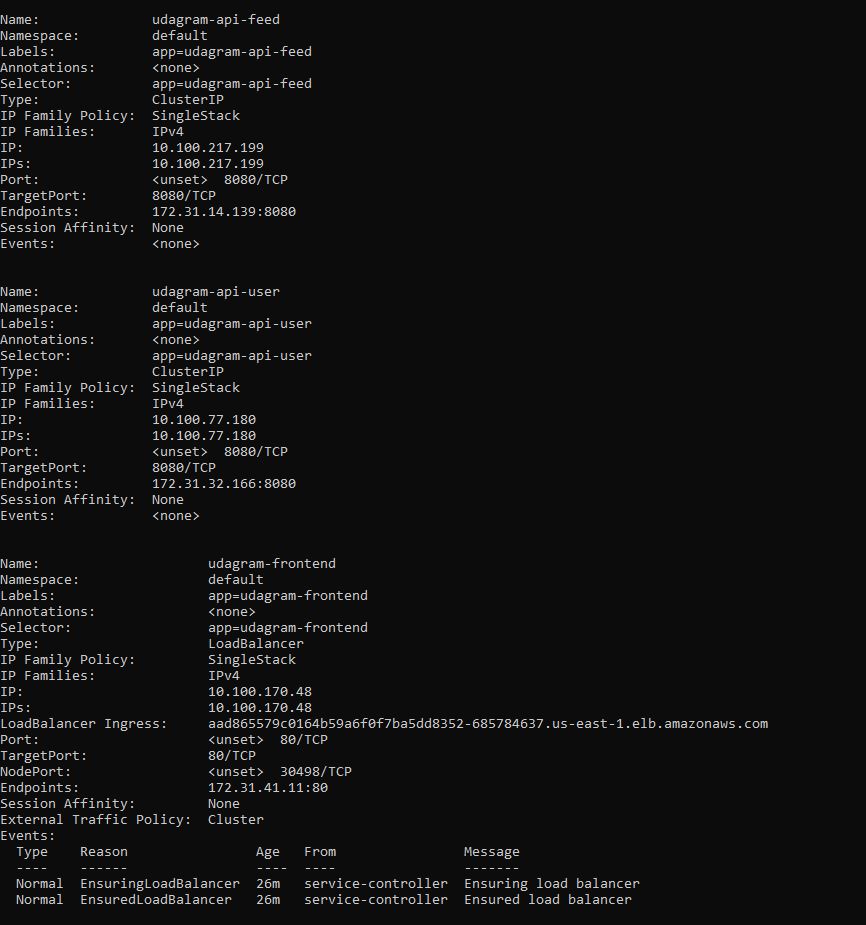 Name:              udagram-api-feed
Namespace:         default
Labels:            app=udagram-api-feed
Annotations:       <none>
Selector:          app=udagram-api-feed
Type:              ClusterIP
IP Family Policy:  SingleStack
IP Families:       IPv4
IP:                10.100.217.199
IPs:               10.100.217.199
Port:              <unset>  8080/TCP
TargetPort:        8080/TCP
Endpoints:         172.31.14.139:8080
Session Affinity:  None
Events:            <none>

Name:              udagram-api-user
Namespace:         default
Labels:            app=udagram-api-user
Annotations:       <none>
Selector:          app=udagram-api-user
Type:              ClusterIP
IP Family Policy:  SingleStack
IP Families:       IPv4
IP:                10.100.77.180
IPs:               10.100.77.180
Port:              <unset>  8080/TCP
TargetPort:        8080/TCP
Endpoints:         172.31.32.166:8080
Session Affinity:  None
Events:            <none>

Name:                     udagram-frontend
Namespace:                default
Labels:                   app=udagram-frontend
Annotations:              <none>
Selector:                 app=udagram-frontend
Type:                     LoadBalancer
IP Family Policy:         SingleStack
IP Families:              IPv4
IP:                       10.100.170.48
IPs:                      10.100.170.48
LoadBalancer Ingress:     aad865579c0164b59a6f0f7ba5dd8352-685784637.us-east-1.elb.amazonaws.com
Port:                     <unset>  80/TCP
TargetPort:               80/TCP
NodePort:                 <unset>  30498/TCP
Endpoints:                172.31.41.11:80
Session Affinity:         None
External Traffic Policy:  Cluster
Events:
  Type    Reason                Age   From                Message
  ----    ------                ----  ----                -------
  Normal  EnsuringLoadBalancer  26m   service-controller  Ensuring load balancer
  Normal  EnsuredLoadBalancer   26m   service-controller  Ensured load balancer